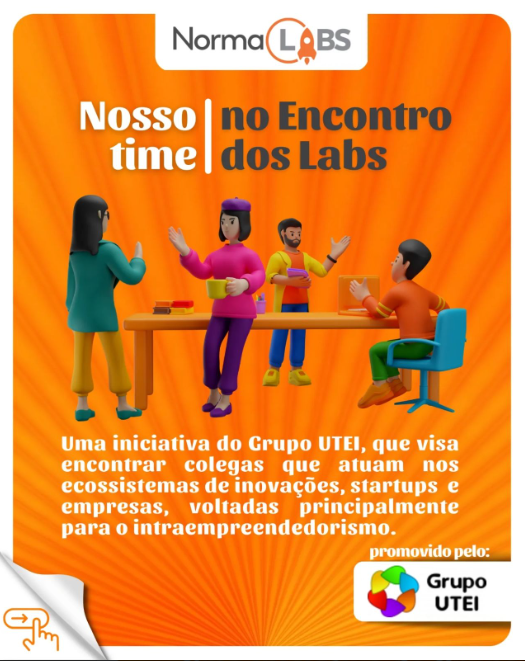 NormaLABS
Nosso
time
no Encontro
dos Labs
Uma iniciativa do Grupo UTEI, que visa
encontrar colegas que atuam nos
ecossistemas de inovações, startups e
empresas, voltadas principalmente
para o intraempreendedorismo.
promovido pelo:
Grupo
UTEI